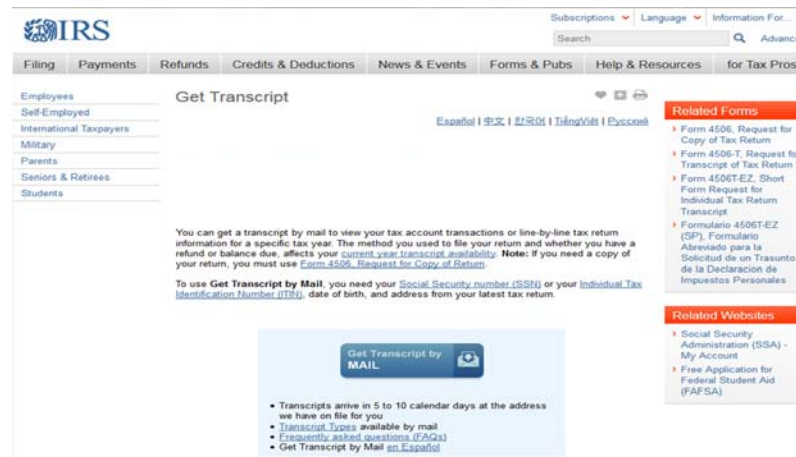 IRS
Subscriptions Language Information For...
Search Advanc
Filing Payments Refunds Credits & Deductions News & Events Forms & Pubs Help & Resources for Tax Pros
Employees
Self-Employed
International Taxpayers
Military
Parents
Seniors & Retirees
Students
Get Transcript
Español | 中文 | 한국어 | TiếngViệt | Русский
You can get a transcript by mail to view your tax account transactions or line-by-line tax return
information for a specific tax year. The method you used to file your return and whether you have a
refund or balance due, affects your current year transcript availability. Note: If you need a copy of
your return, you must use Form 4506, Request for Copy of Return.
To use Get Transcript by Mail, you need your Social Security number (SSN) or your Individual Tax
Identification Number (ITIN), date of birth, and address from your latest tax return.
Get Transcript by
MAIL
• Transcripts arrive in 5 to 10 calendar days at the address
we have on file for you
• Transcript Types available by mail
• Frequently asked questions (FAQs)
• Get Transcript by Mail en Español
Related Forms
Form 4506, Request for
Copy of Tax Return
Form 4506-T, Request fo
Transcript of Tax Return
Form 4506T-EZ, Short
Form Request for
Individual Tax Return
Transcript
Formulario 4506T-EZ
(SP), Formulario
Abreviado para la
Solicitud de un Trasunto
de la Declaracion de
Impuestos Personales
Related Websites
Social Security
Administration (SSA) -
My Account
Free Application for
Federal Student Aid
(FAFSA)